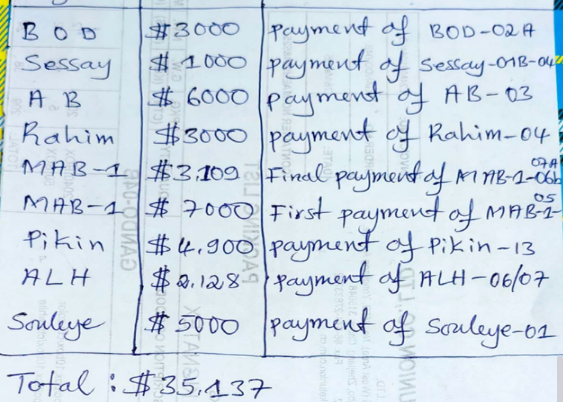 BOD $3000 payment of BOD-02A
Sessay $1000 payment of Sessay-01B-04
AB $6000 payment of AB-03
Rahim $3000 payment of Rahim-04
MAB-1 $3.109 Final payment of MAB-1-06b 07A
MAB-1 $7000 First payment of MAB-1-05
Pikin $4.900 payment of Pikin-13
ALH $2.128 payment of ALH-06/07
Souleye $5000 payment of Souleye-01
Total : $35.137